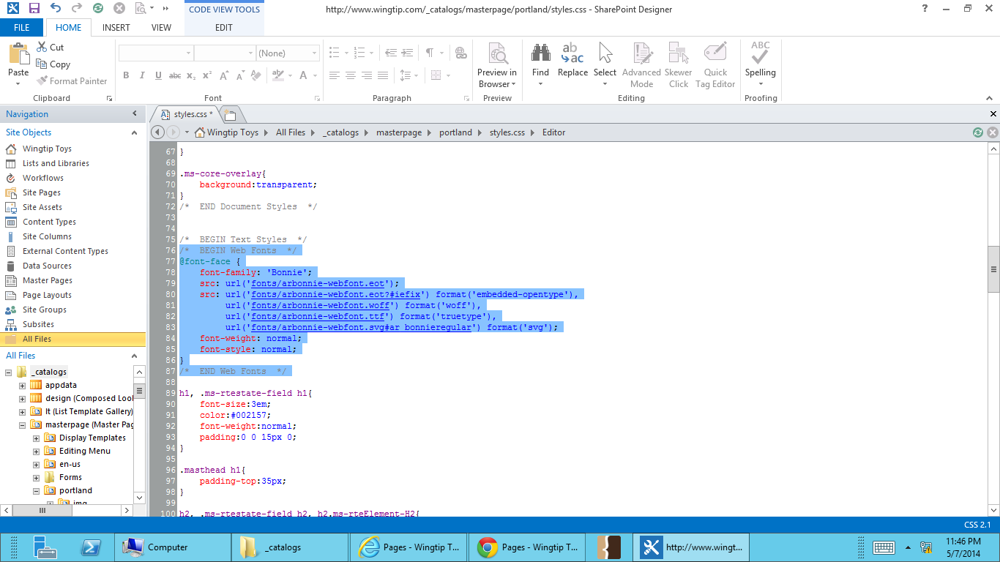 CODE VIEW TOOLS
http://www.wingtip.com/_catalogs/masterpage/portland/styles.css - SharePoint Designer
FILE HOME INSERT VIEW EDIT
Paste
Cut
Copy
Format Painter
Clipboard
(None)
B I U abc x₂ x² A A
A
Font
Paragraph
Preview in Browser
Preview
Find
ab ac
Replace
Select
Advanced Mode
Skewer Click
Quick Tag Editor
Editing
ABC
Spelling
Proofing
Navigation
Site Objects
Wingtip Toys
Lists and Libraries
Workflows
Site Pages
Site Assets
Content Types
Site Columns
External Content Types
Data Sources
Master Pages
Page Layouts
Site Groups
Subsites
All Files
All Files
_catalogs
appdata
design (Composed Lool
lt (List Template Gallery)
masterpage (Master Pag
Display Templates
Editing Menu
en-us
Forms
portland
img
styles.css *
Wingtip Toys All Files _catalogs masterpage portland styles.css Editor
67 }
68
69 .ms-core-overlay{
70 background:transparent;
71 }
72 /* END Document Styles */
73
74
75 /* BEGIN Text Styles */
76 /* BEGIN Web Fonts */
77 @font-face {
78 font-family: 'Bonnie';
79 src: url('fonts/arbonnie-webfont.eot');
80 src: url('fonts/arbonnie-webfont.eot?#iefix') format('embedded-opentype'),
81 url('fonts/arbonnie-webfont.woff') format('woff'),
82 url('fonts/arbonnie-webfont.ttf') format('truetype'),
83 url('fonts/arbonnie-webfont.svg#ar_bonnieregular') format('svg');
84 font-weight: normal;
85 font-style: normal;
86 }
87 /* END Web Fonts */
88
89 h1, .ms-rtestate-field h1{
90 font-size:3em;
91 color:#002157;
92 font-weight:normal;
93 padding:0 0 15px 0;
94 }
95
96 .masthead h1{
97 padding-top:35px;
98 }
99
100 h2, .ms-rtestate-field h2, h2.ms-rteElement-H2{
CSS 2.1
Computer
_catalogs
Pages - Wingtip T...
Pages - Wingtip T...
http://www.wingt...
11:46 PM
5/7/2014